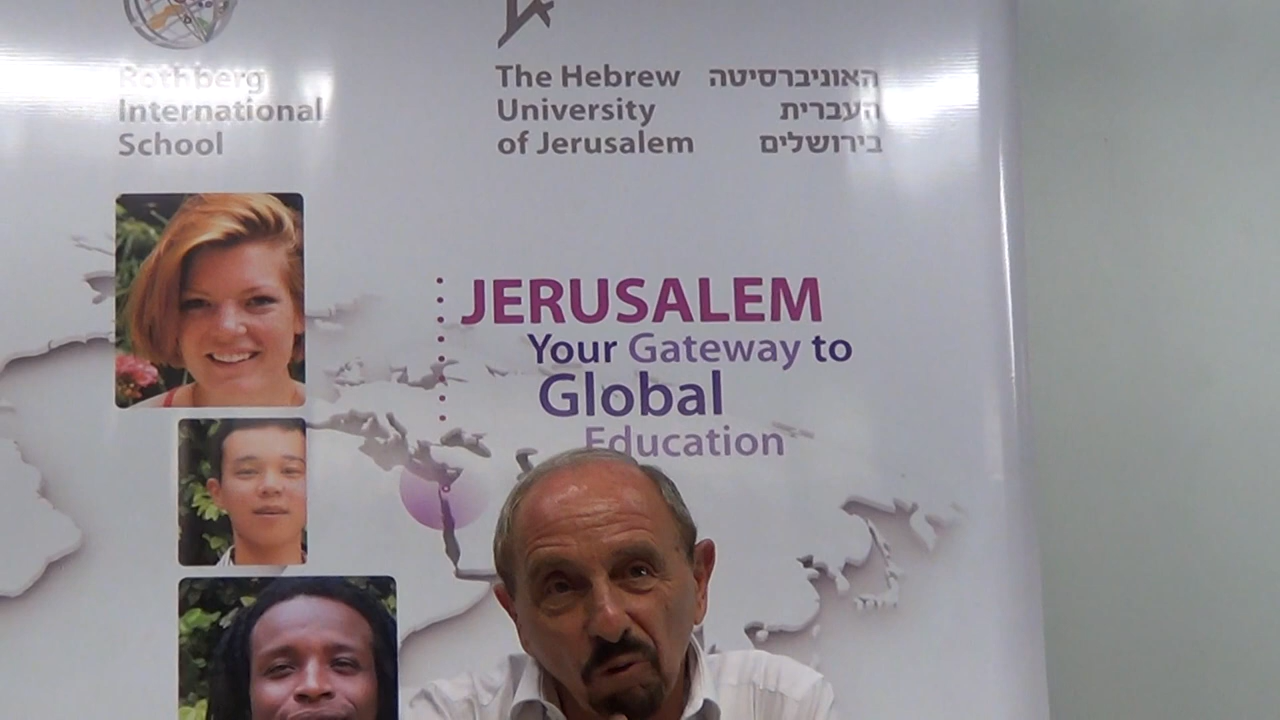 Rothberg
International
School
The Hebrew
University
of Jerusalem
האוניברסיטה
העברית
בירושלים
JERUSALEM
Your Gateway to
Global
Education